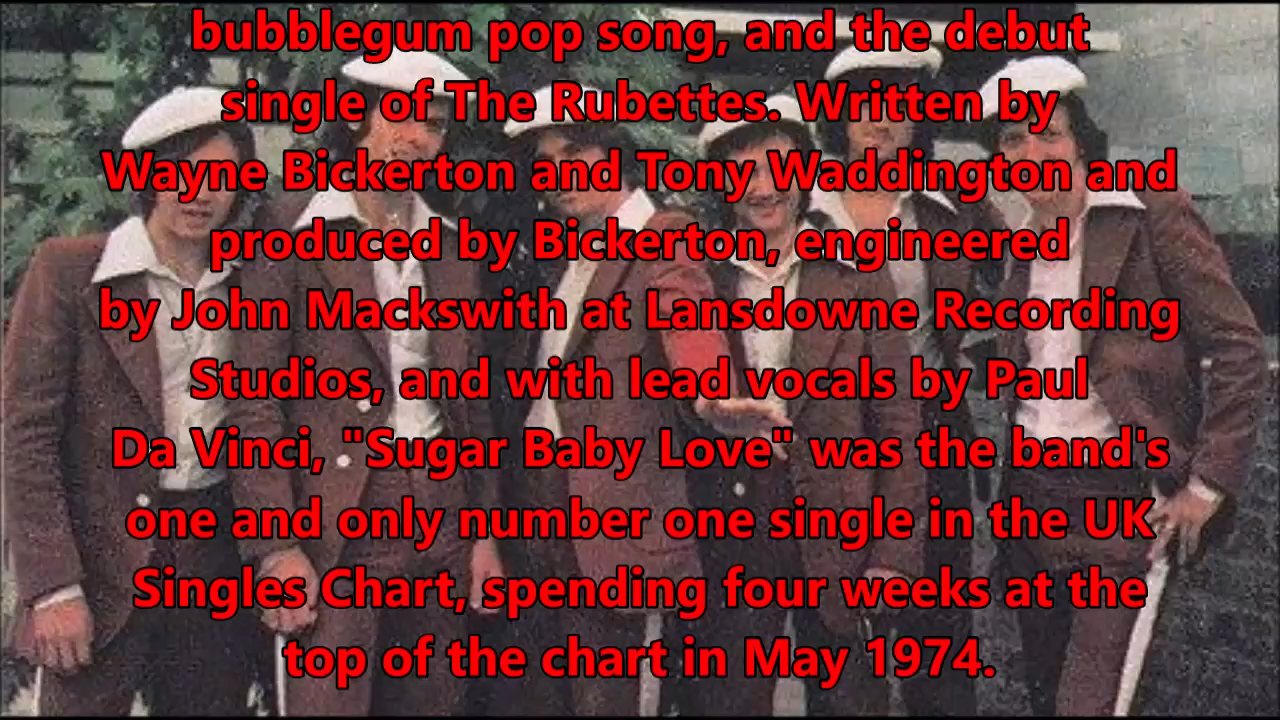 bubblegum pop song, and the debut
single of The Rubettes. Written by
Wayne Bickerton and Tony Waddington and
produced by Bickerton, engineered
by John Mackswith at Lansdowne Recording
Studios, and with lead vocals by Paul
Da Vinci, "Sugar Baby Love" was the band's
one and only number one single in the UK
Singles Chart, spending four weeks at the
top of the chart in May 1974.